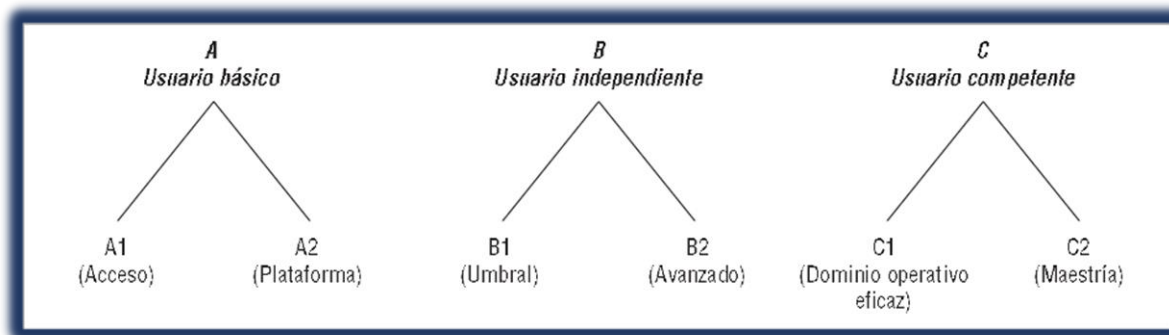 A
Usuario básico
B
Usuario independiente
C
Usuario competente
A1
(Acceso)
A2
(Plataforma)
B1
(Umbral)
B2
(Avanzado)
C1
(Dominio operativo
eficaz)
C2
(Maestría)